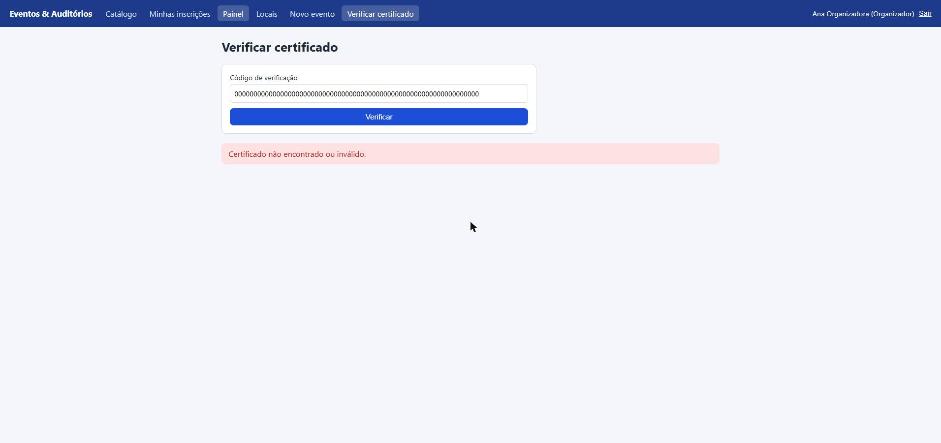 Eventos & Auditórios Catálogo Minhas inscrições Painel Locais Novo evento Verificar certificado Ana Organizadora (Organizador) Sair
Verificar certificado
Código de verificação
0000000000000000000000000000000000000000000000000000000000000000
Verificar
Certificado não encontrado ou inválido.